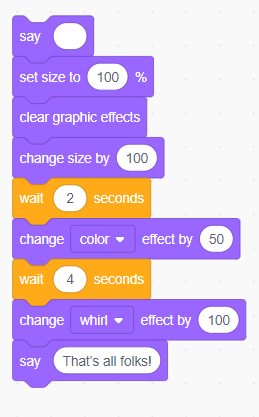 say
set size to 100 %
clear graphic effects
change size by 100
wait 2 seconds
change color effect by 50
wait 4 seconds
change whirl effect by 100
say That's all folks!